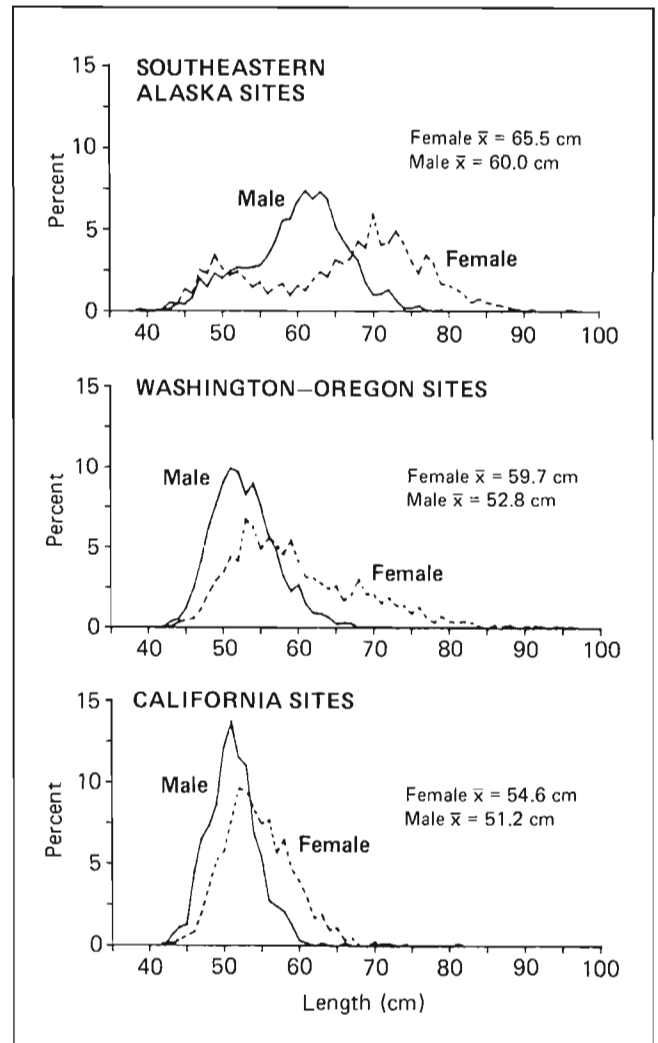 SOUTHEASTERN
ALASKA SITES
Female x̄ = 65.5 cm
Male x̄ = 60.0 cm
Male
Female
Percent
15
10
5
0
40 50 60 70 80 90 100
WASHINGTON–OREGON SITES
Female x̄ = 59.7 cm
Male x̄ = 52.8 cm
Male
Female
Percent
15
10
5
0
40 50 60 70 80 90 100
CALIFORNIA SITES
Female x̄ = 54.6 cm
Male x̄ = 51.2 cm
Male
Female
Percent
15
10
5
0
40 50 60 70 80 90 100
Length (cm)